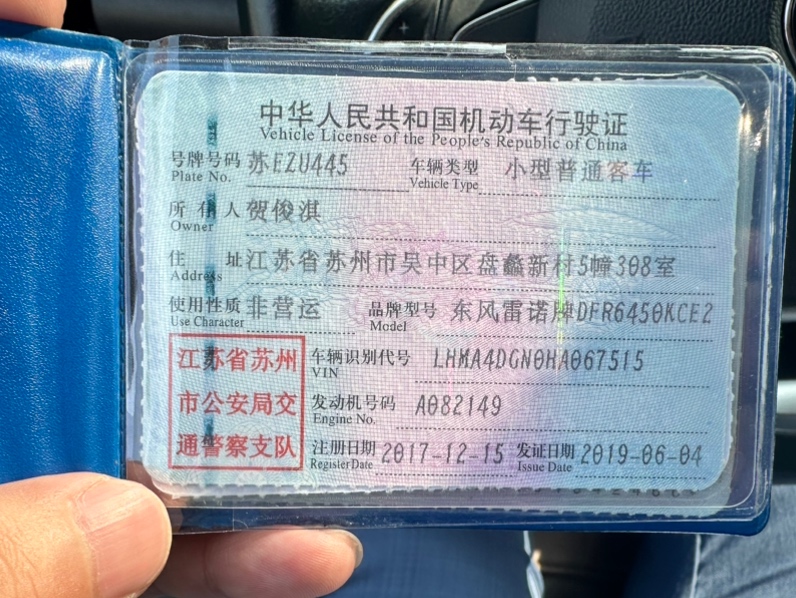 中华人民共和国机动车行驶证
Vehicle License of the People's Republic of China
号牌号码 苏EZU445 车辆类型 小型普通客车
Plate No. Vehicle Type
所有人 贺俊淇
Owner
住址 江苏省苏州市吴中区盘蠡新村5幢308室
Address
使用性质 非营运 品牌型号 东风雷诺牌DFR6450KCE2
Use Character Model
江苏省苏州
市公安局交
通警察支队
车辆识别代号 LHMA4DGN0HA067515
VIN
发动机号码 A082149
Engine No.
注册日期 2017-12-15 发证日期 2019-06-04
Register Date Issue Date